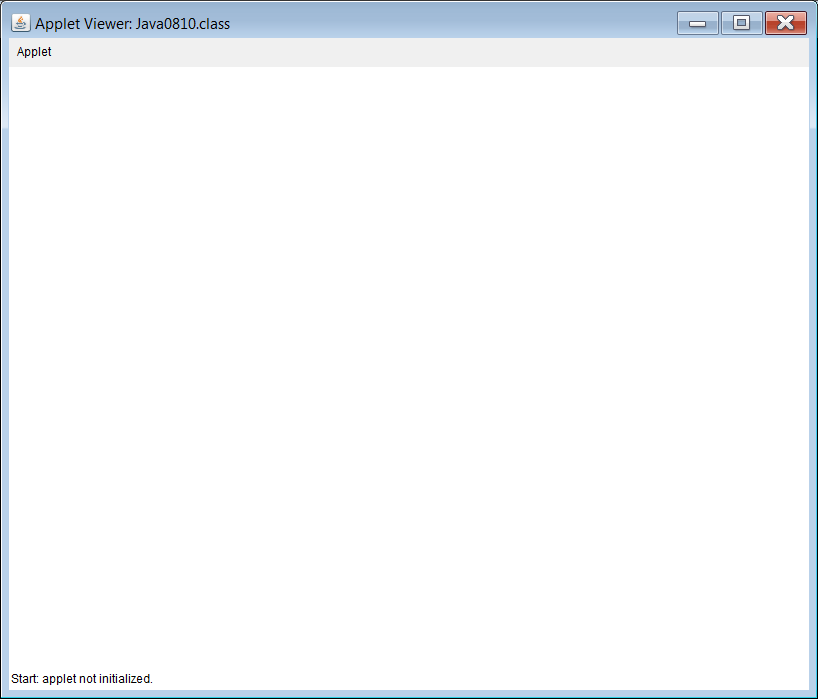 Applet Viewer: Java0810.class
Applet
Start: applet not initialized.